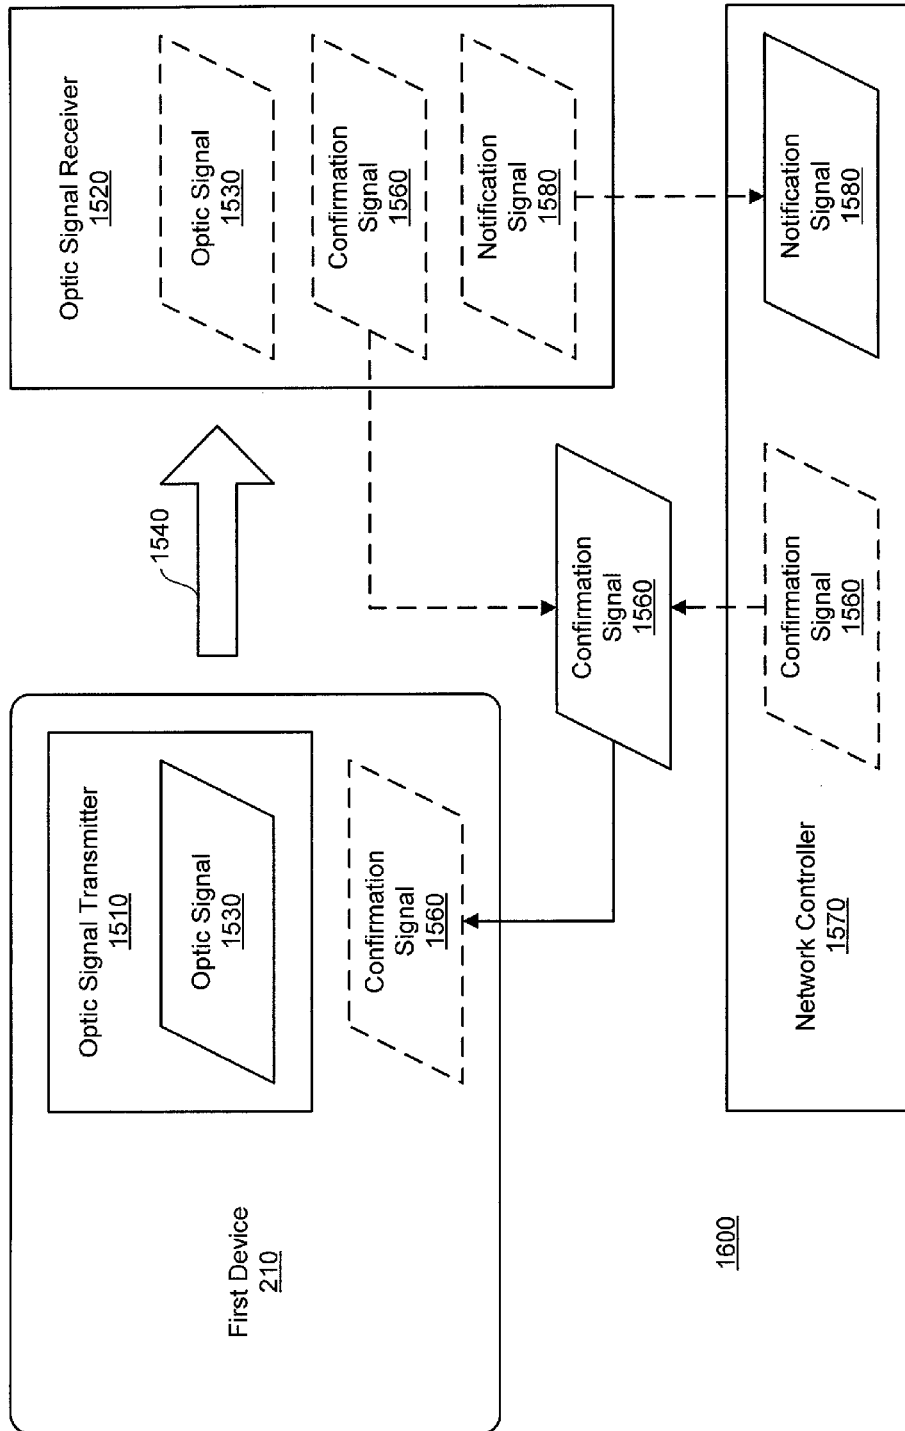 First Device
210
Optic Signal Transmitter
1510
Optic Signal
1530
Confirmation
Signal
1560
1540
Optic Signal Receiver
1520
Optic Signal
1530
Confirmation
Signal
1560
Notification
Signal
1580
Confirmation
Signal
1560
Network Controller
1570
Confirmation
Signal
1560
Notification
Signal
1580
1600